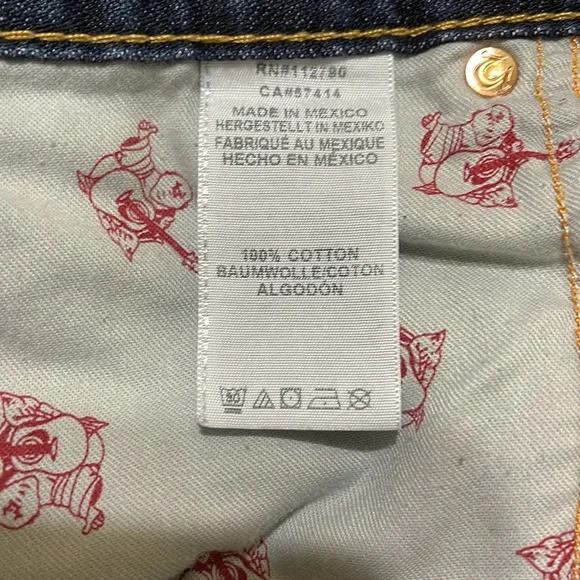 RN#112790
CA#57414
MADE IN MEXICO
HERGESTELLT IN MEXIKO
FABRIQUÉ AU MEXIQUE
HECHO EN MÉXICO
100% COTTON
BAUMWOLLE/COTON
ALGODÓN
30